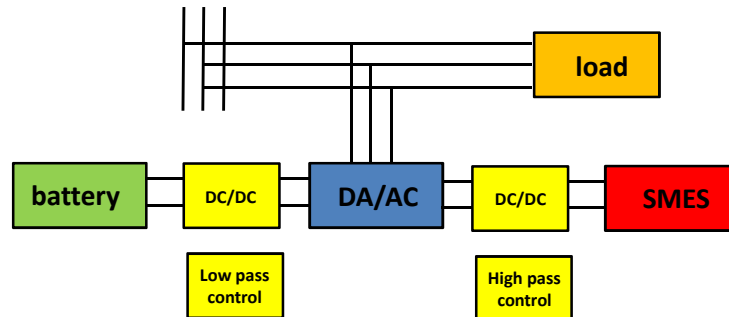 load
battery
DC/DC
DA/AC
DC/DC
SMES
Low pass
control
High pass
control